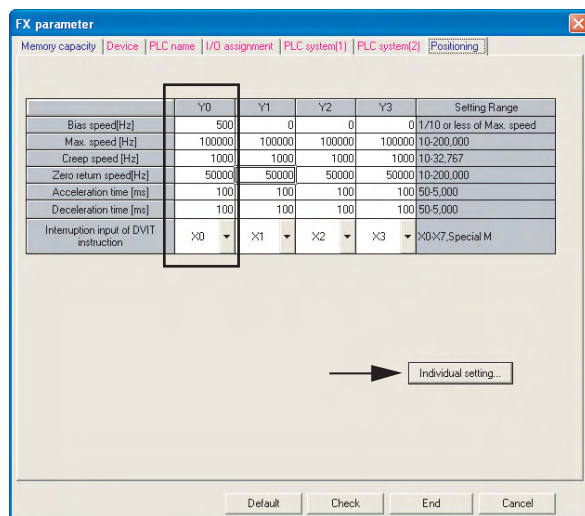 FX parameter
Memory capacity Device PLC name I/O assignment PLC system(1) PLC system(2) Positioning
Y0 Y1 Y2 Y3 Setting Range
Bias speed[Hz] 500 0 0 0 1/10 or less of Max. speed
Max. speed [Hz] 100000 100000 100000 100000 10-200,000
Creep speed [Hz] 1000 1000 1000 1000 10-32,767
Zero return speed[Hz] 50000 50000 50000 50000 10-200,000
Acceleration time [ms] 100 100 100 100 50-5,000
Deceleration time [ms] 100 100 100 100 50-5,000
Interruption input of DVIT
instruction X0 X1 X2 X3 X0-X7,Special M
Individual setting...
Default Check End Cancel